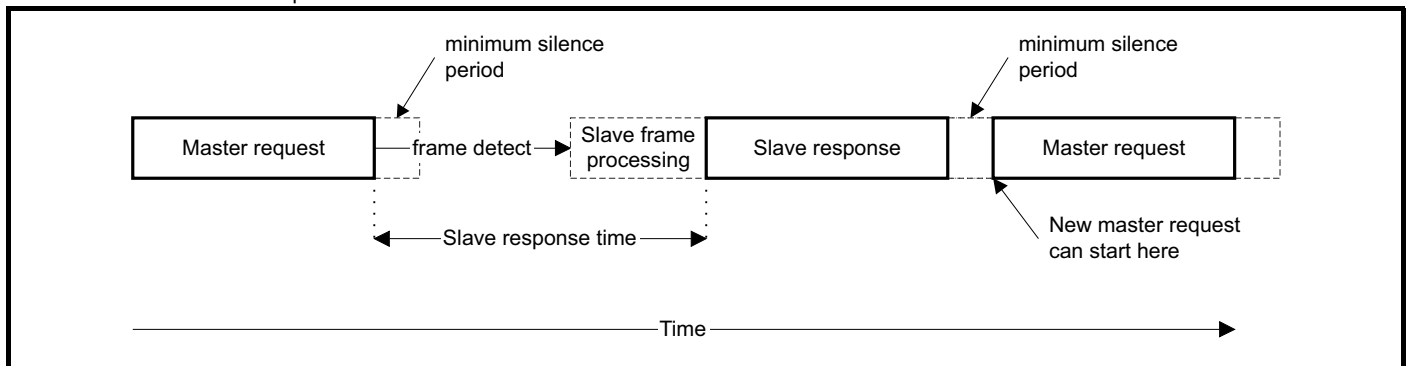 minimum silence
period
minimum silence
period
Master request
frame detect
Slave frame
processing
Slave response
Master request
Slave response time
New master request
can start here
Time